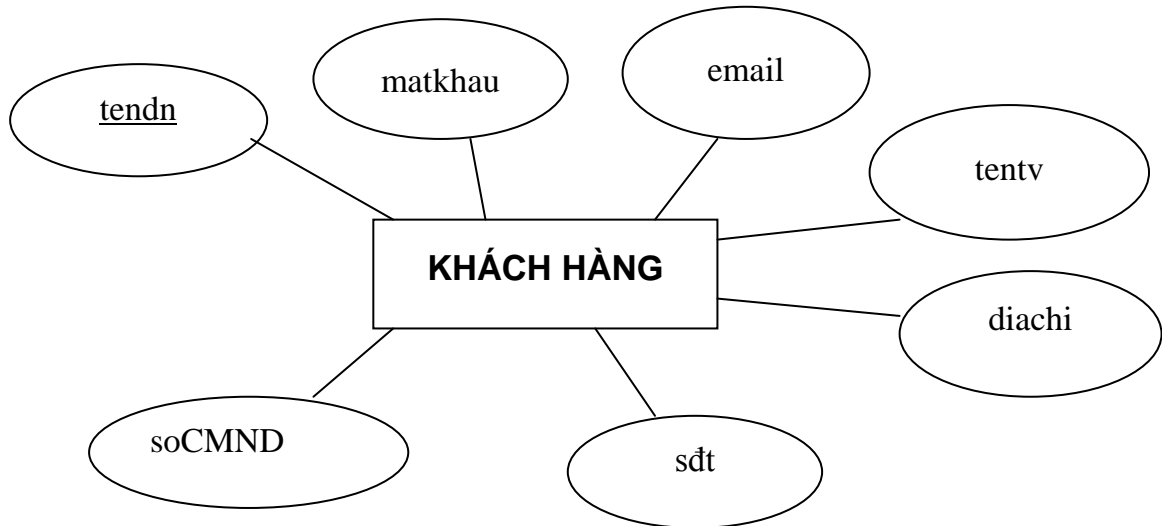 tendn
matkhau
email
tentv
KHÁCH HÀNG
diachi
soCMND
sđt